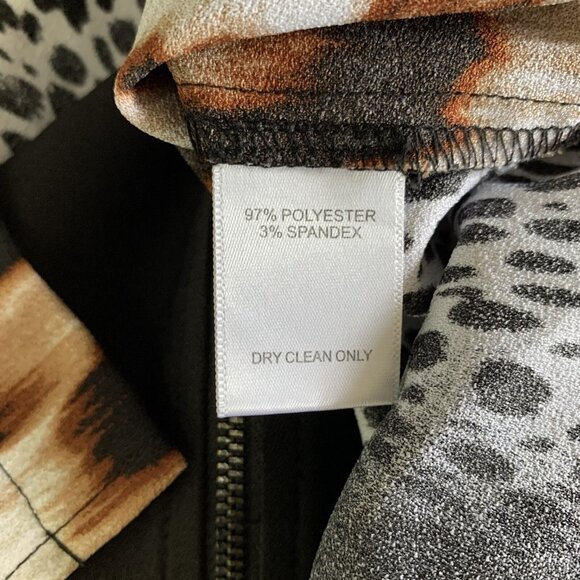 97% POLYESTER
3% SPANDEX
DRY CLEAN ONLY